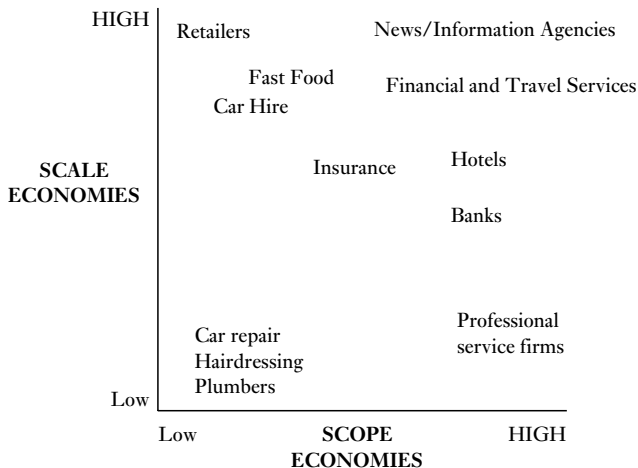 HIGH
Retailers
News/Information Agencies
Fast Food
Financial and Travel Services
Car Hire
SCALE
ECONOMIES
Insurance
Hotels
Banks
Professional
service firms
Car repair
Hairdressing
Plumbers
Low
Low
SCOPE
ECONOMIES
HIGH